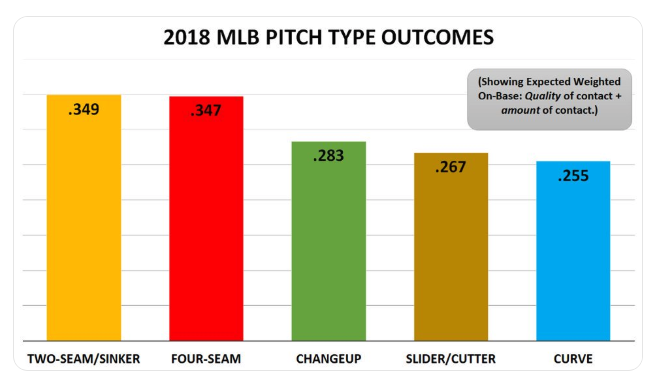 2018 MLB PITCH TYPE OUTCOMES
(Showing Expected Weighted
On-Base: Quality of contact +
amount of contact.)
.349
.347
.283
.267
.255
TWO-SEAM/SINKER
FOUR-SEAM
CHANGEUP
SLIDER/CUTTER
CURVE